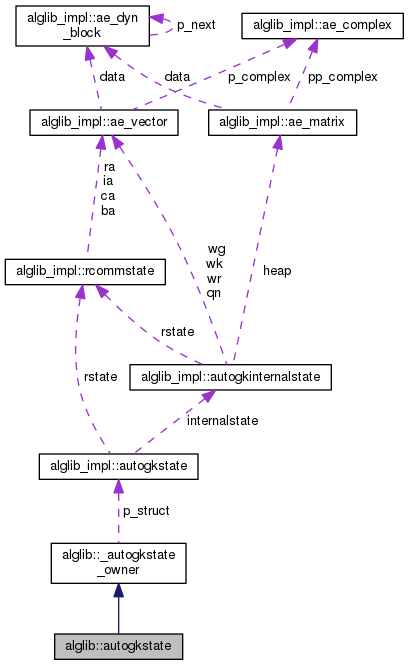 alglib_impl::ae_dyn
_block
p_next
alglib_impl::ae_complex
data
data
p_complex
pp_complex
alglib_impl::ae_vector
alglib_impl::ae_matrix
ra
ia
ca
ba
wg
wk
wr
qn
heap
alglib_impl::rcommstate
rstate
alglib_impl::autogkinternalstate
rstate
internalstate
alglib_impl::autogkstate
p_struct
alglib::_autogkstate
_owner
alglib::autogkstate